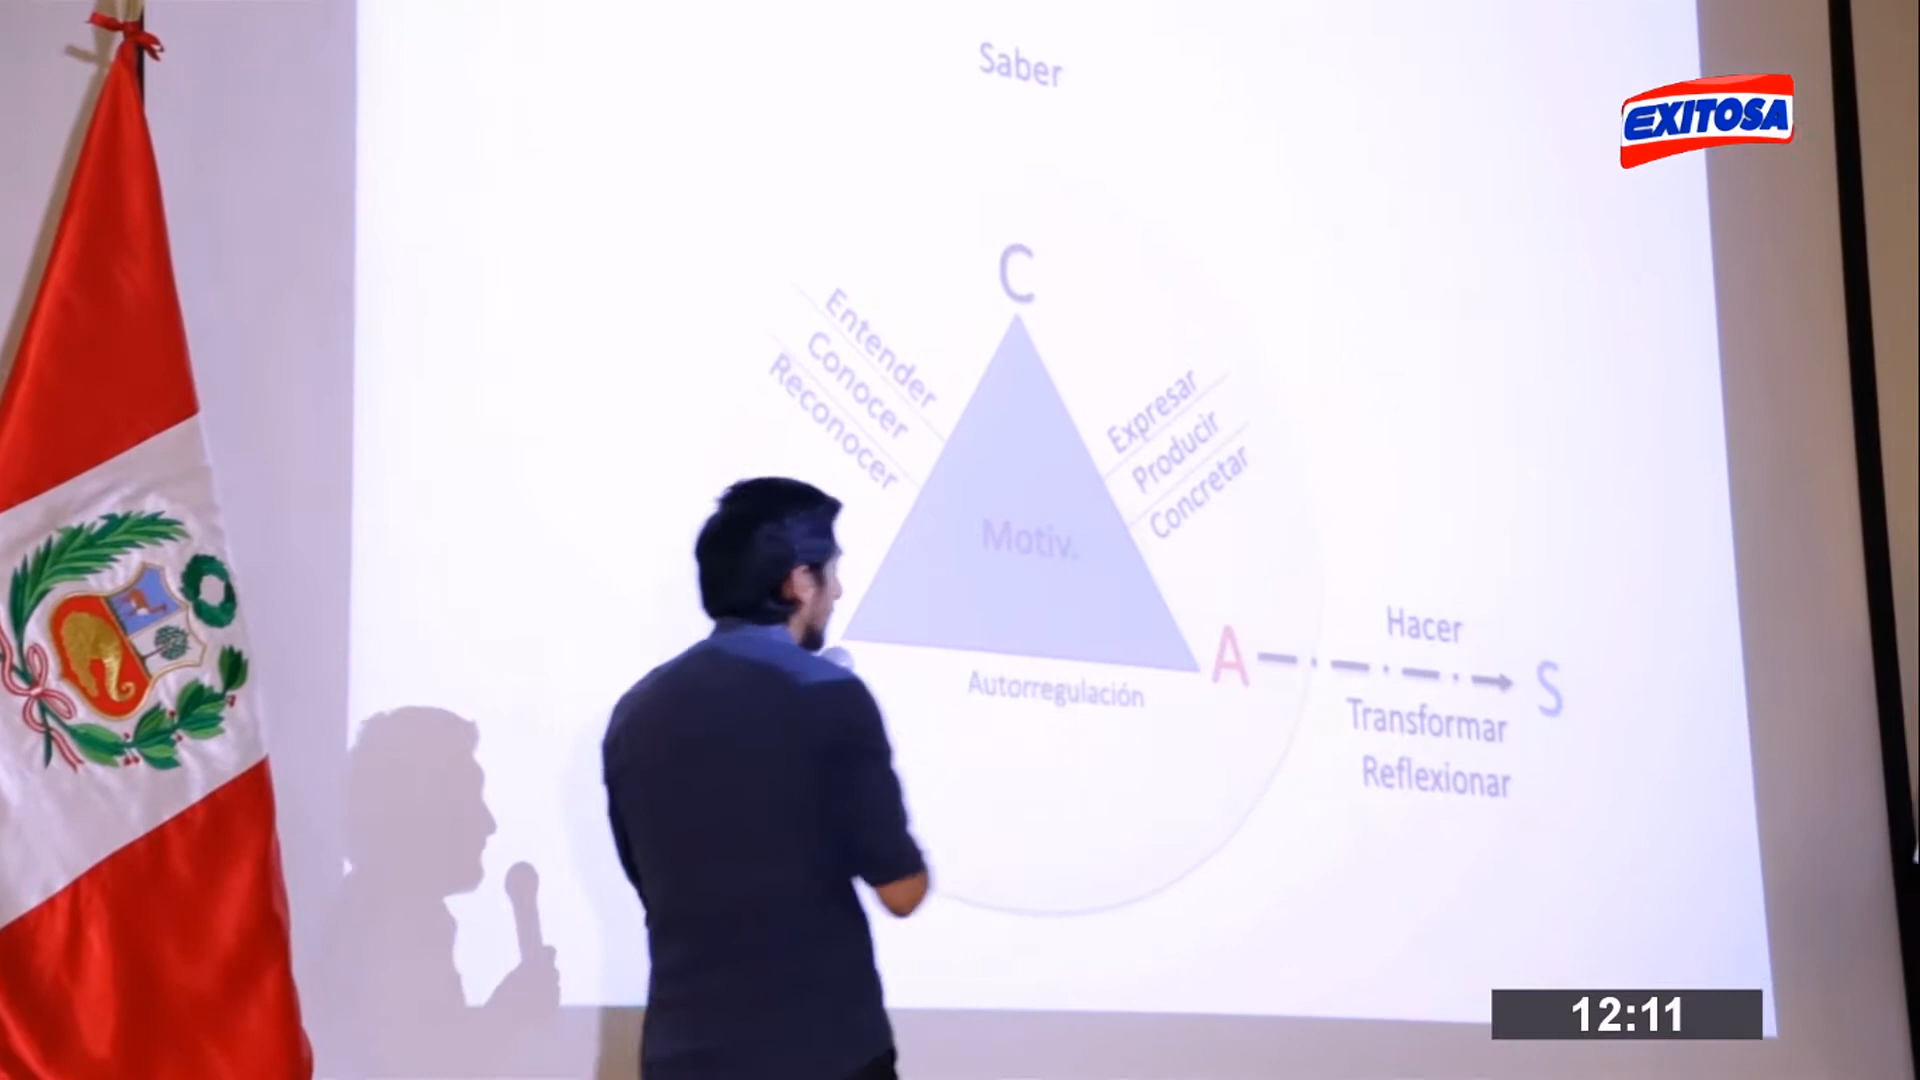 Saber
EXITOSA
C
Entender
Conocer
Reconocer
Expresar
Producir
Concretar
Motiv.
Hacer
A
S
Autorregulación
Transformar
Reflexionar
12:11